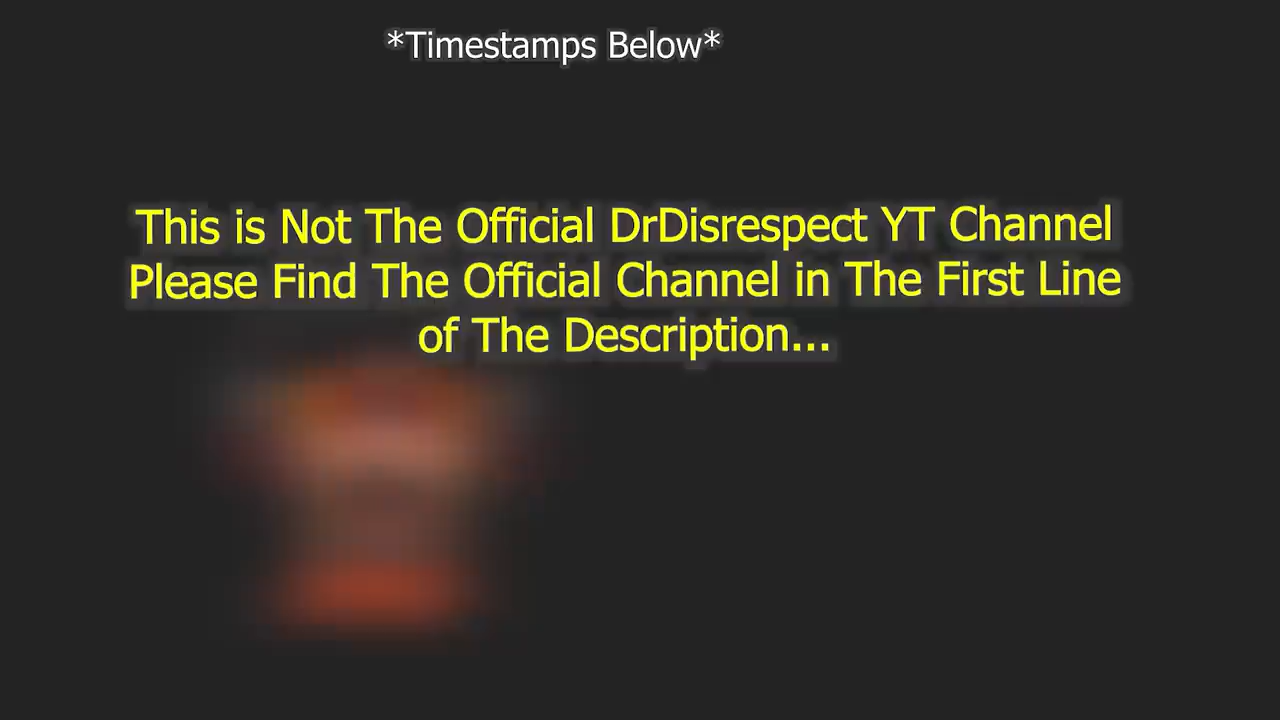 *Timestamps Below*
This is Not The Official DrDisrespect YT Channel
Please Find The Official Channel in The First Line
of The Description...